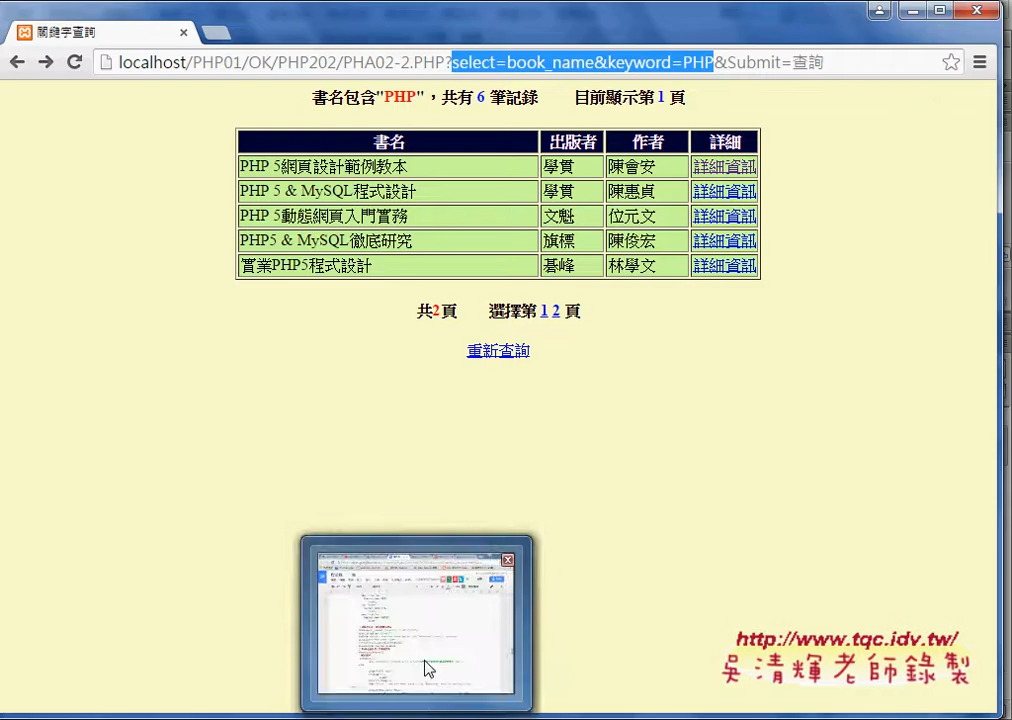 關鍵字查詢
localhost/PHP01/OK/PHP202/PHA02-2.PHP?select=book_name&keyword=PHP&Submit=查詢
書名包含"PHP"，共有 6 筆記錄 目前顯示第 1 頁
書名 出版者 作者 詳細
PHP 5網頁設計範例教本 學貫 陳會安 詳細資訊
PHP 5 & MySQL程式設計 學貫 陳惠貞 詳細資訊
PHP 5動態網頁入門實務 文魁 位元文 詳細資訊
PHP5 & MySQL徹底研究 旗標 陳俊宏 詳細資訊
實業PHP5程式設計 碁峰 林學文 詳細資訊
共2頁 選擇第 1 2 頁
重新查詢
http://www.tqc.idv.tw/
吳清輝老師錄製